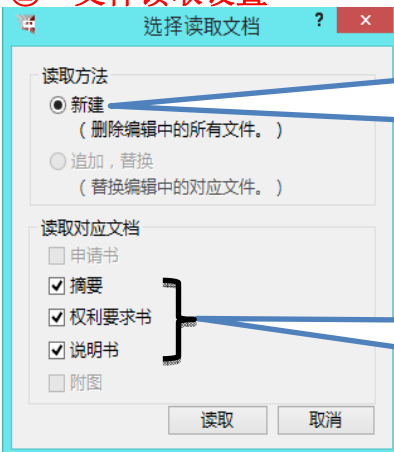 选择读取文档 ?
读取方法
新建
( 删除编辑中的所有文件。 )
追加，替换
( 替换编辑中的对应文件。 )
读取对应文档
申请书
摘要
权利要求书
说明书
附图
读取 取消